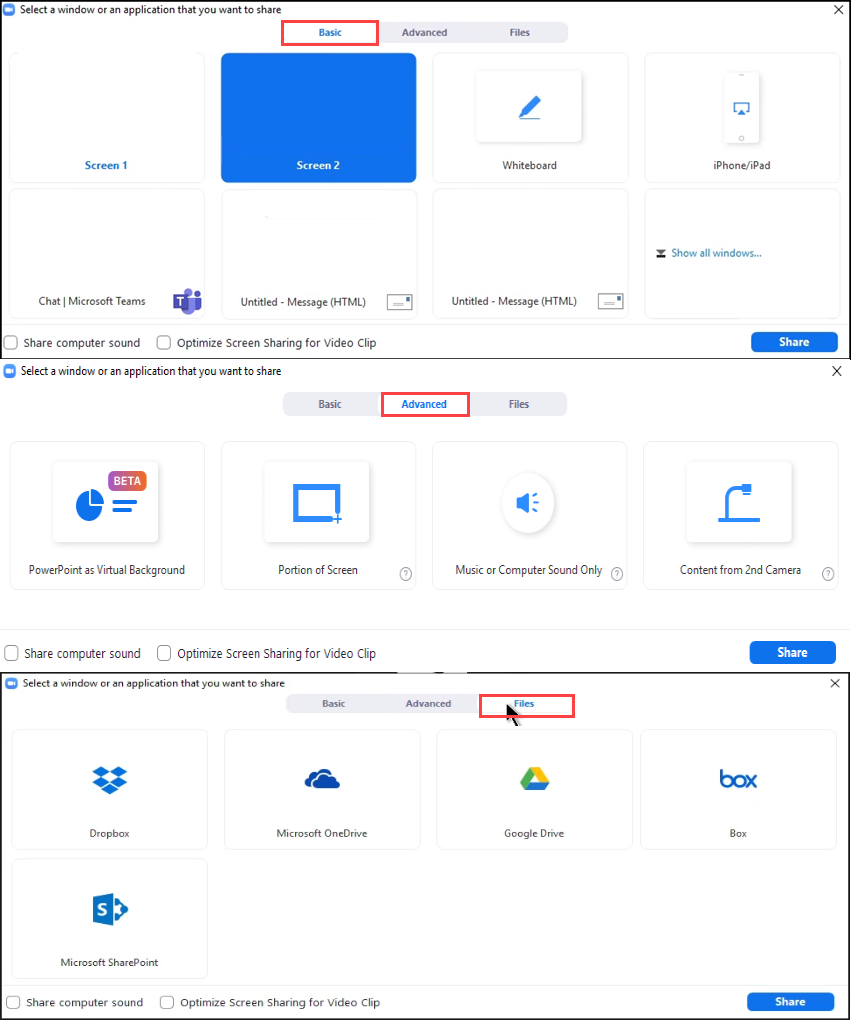 Select a window or an application that you want to share
Basic Advanced Files
Screen 1 Screen 2 Whiteboard iPhone/iPad
Show all windows...
Chat | Microsoft Teams T Untitled - Message (HTML) Untitled - Message (HTML)
Share computer sound Optimize Screen Sharing for Video Clip Share
Select a window or an application that you want to share
Basic Advanced Files
BETA
PowerPoint as Virtual Background Portion of Screen ? Music or Computer Sound Only ? Content from 2nd Camera ?
Share computer sound Optimize Screen Sharing for Video Clip Share
Select a window or an application that you want to share
Basic Advanced Files
box
Dropbox Microsoft OneDrive Google Drive Box
S
Microsoft SharePoint
Share computer sound Optimize Screen Sharing for Video Clip Share